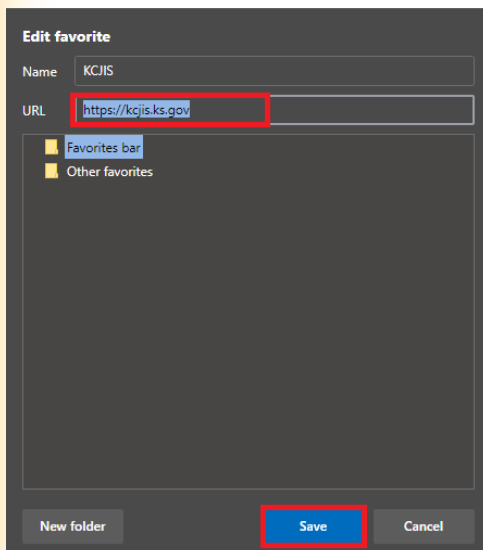 Edit favorite
Name KCJIS
URL https://kcjis.ks.gov
Favorites bar
Other favorites
New folder Save Cancel